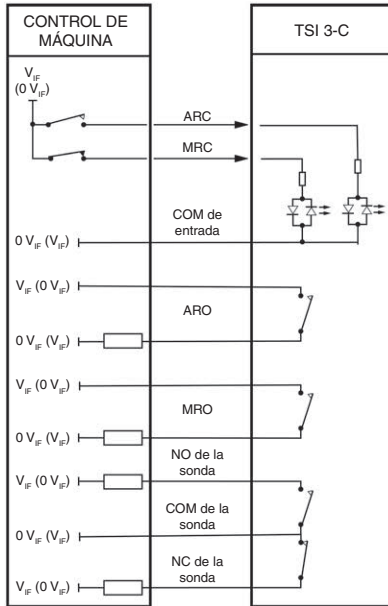 CONTROL DE
MÁQUINA
TSI 3-C
V_IF
(0 V_IF)
ARC
MRC
COM de
entrada
0 V_IF (V_IF)
V_IF (0 V_IF)
ARO
0 V_IF (V_IF)
V_IF (0 V_IF)
MRO
0 V_IF (V_IF)
NO de la
sonda
V_IF (0 V_IF)
COM de la
sonda
0 V_IF (V_IF)
NC de la
sonda
V_IF (0 V_IF)